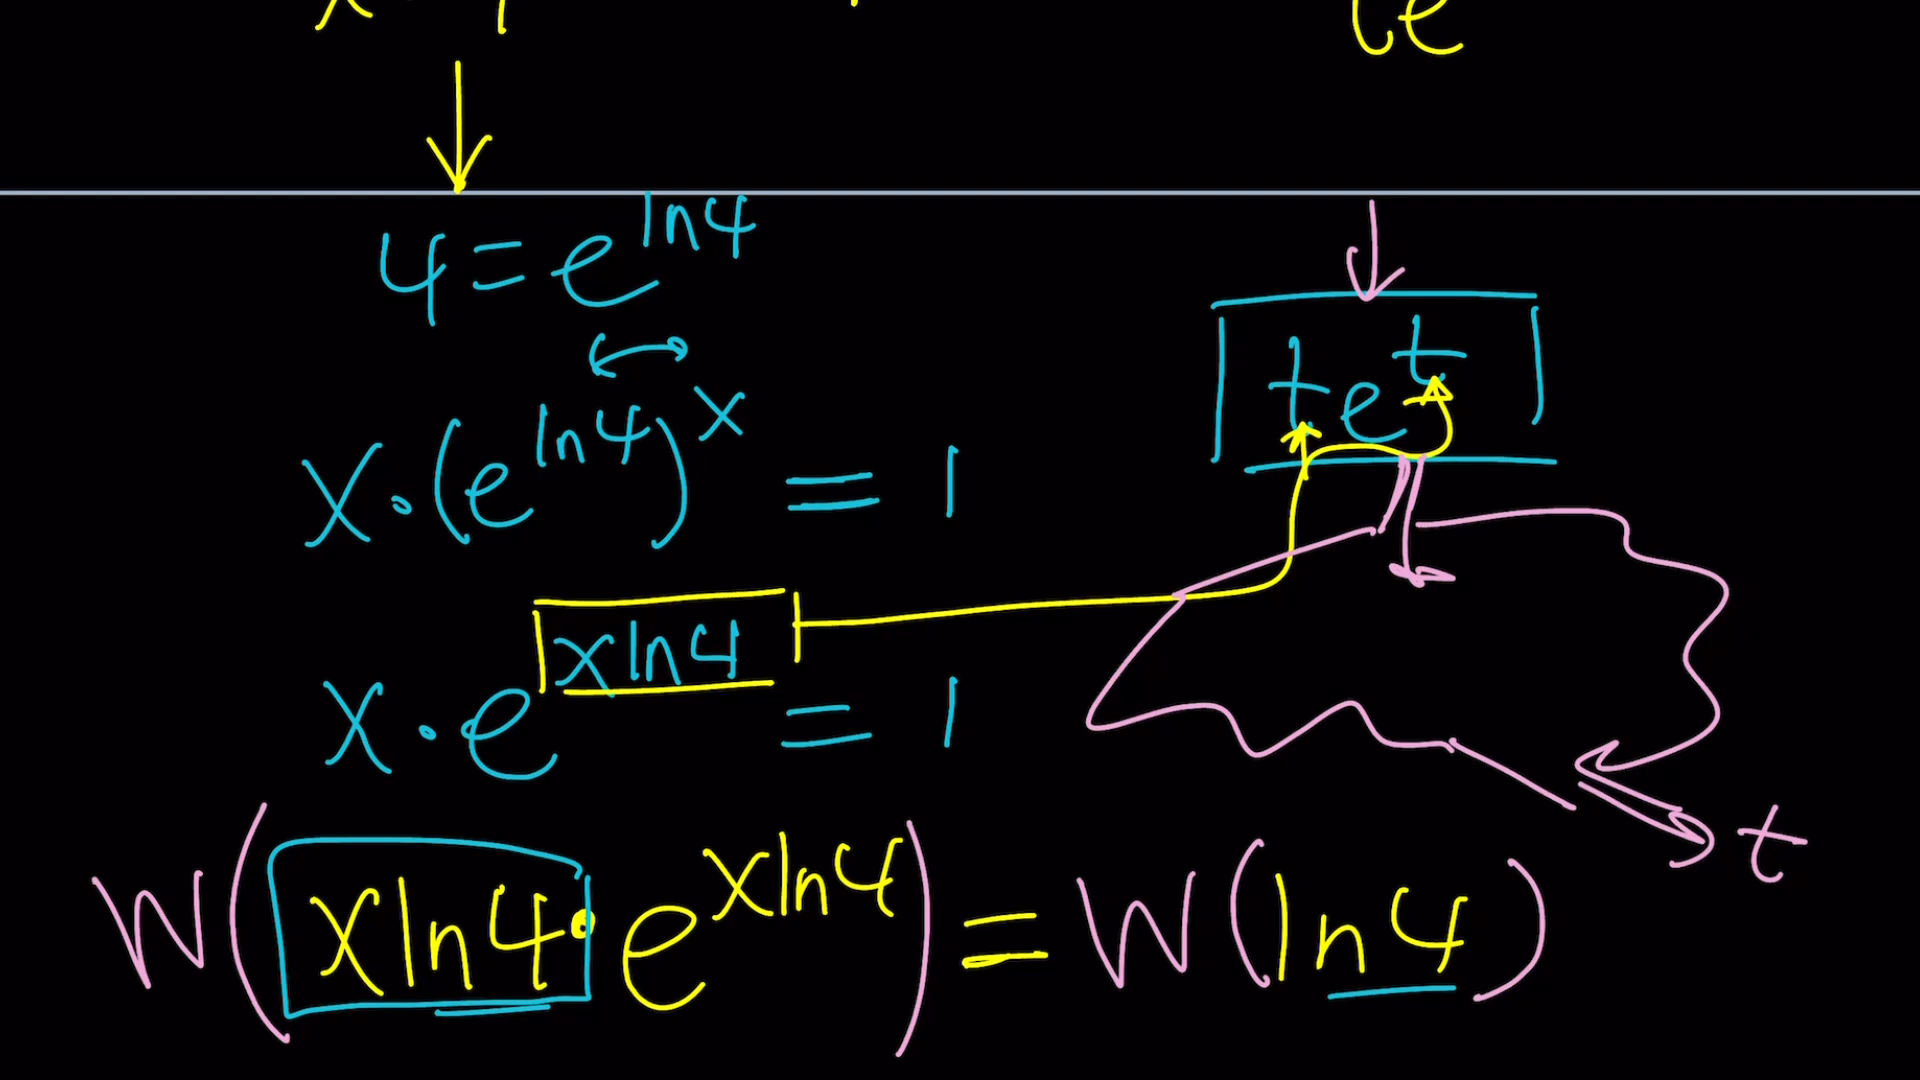 4 = e^{ln4}
te^t
x·(e^{ln4})^x = 1
x·e^{xln4} = 1
t
W(xln4·e^{xln4}) = W(ln4)